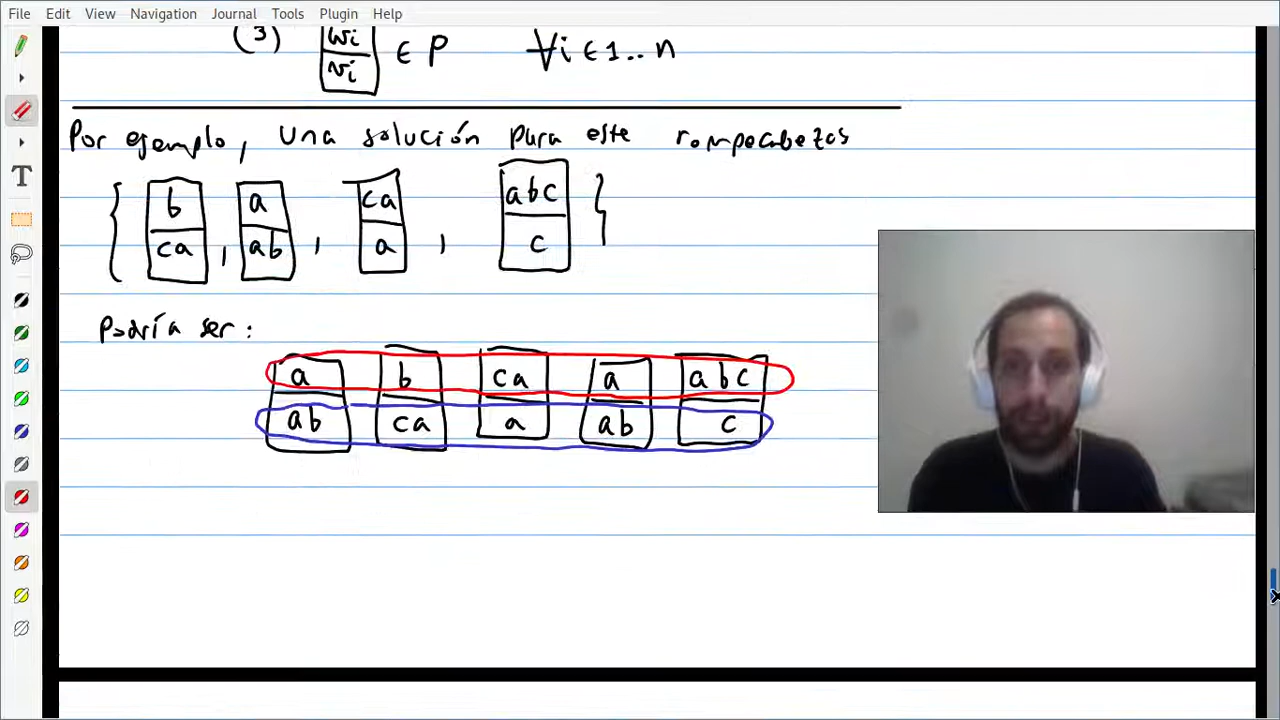 File Edit View Navigation Journal Tools Plugin Help
(3) wi ∈ P ∀i ∈ 1..n
vi
T
Por ejemplo, una solución para este rompecabezas
{ b , a , ca , abc }
ca ab a c
Podría ser:
a b ca a abc
ab ca a ab c